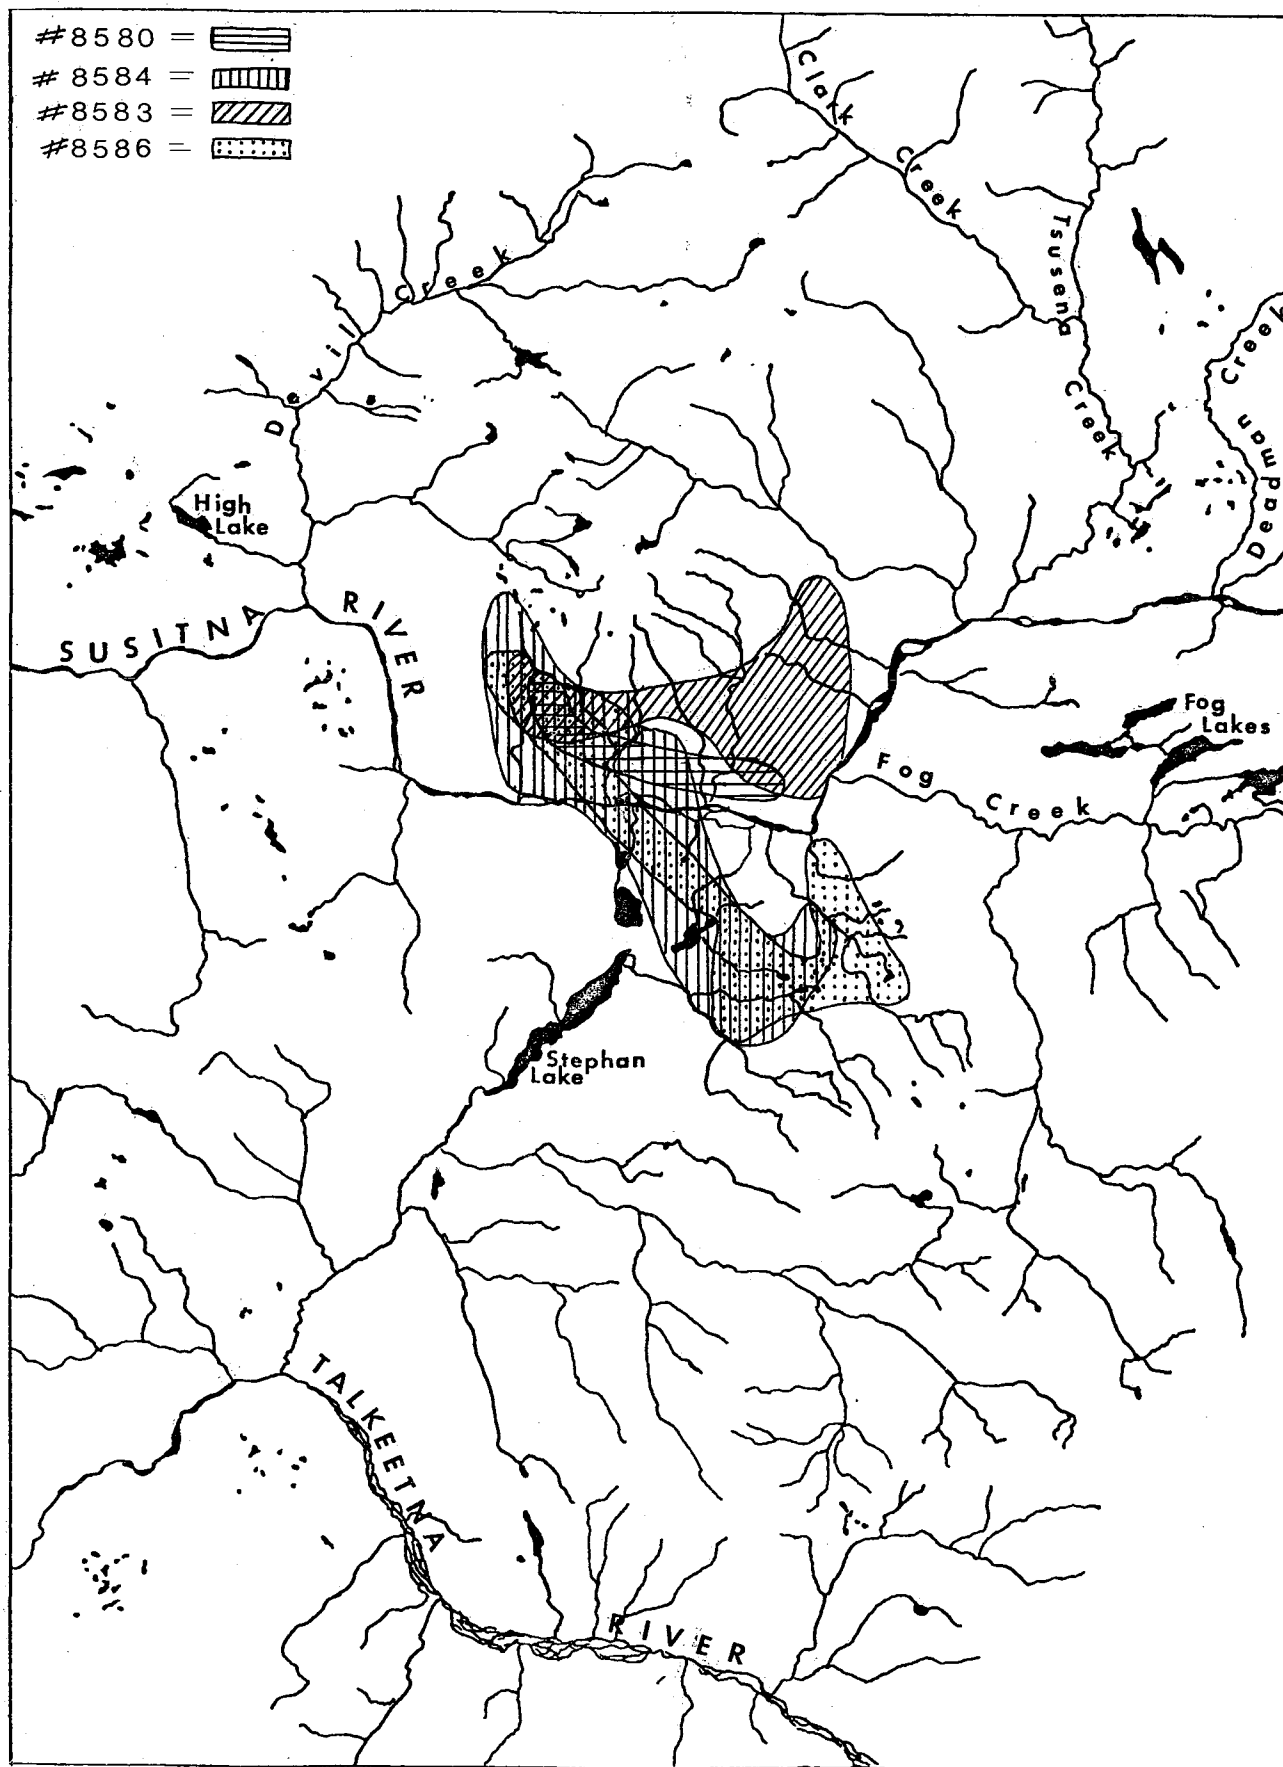 #8580 =
#8584 =
#8583 =
#8586 =
Clark
Creek
Tsusena
Creek
Deadman
Creek
Devils
Creek
High
Lake
SUSITNA
RIVER
Fog
Lakes
Fog
Creek
Stephan
Lake
TALKEETNA
RIVER